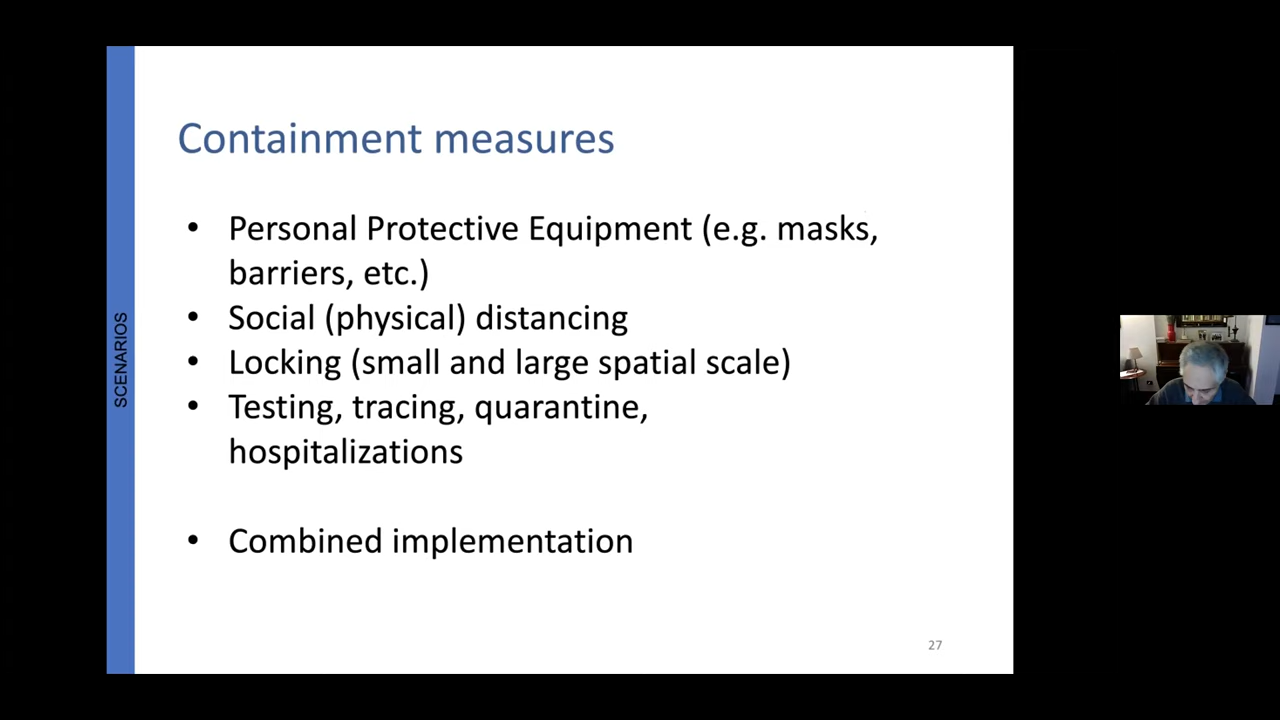 SCENARIOS
Containment measures
• Personal Protective Equipment (e.g. masks,
barriers, etc.)
• Social (physical) distancing
• Locking (small and large spatial scale)
• Testing, tracing, quarantine,
hospitalizations
• Combined implementation
27